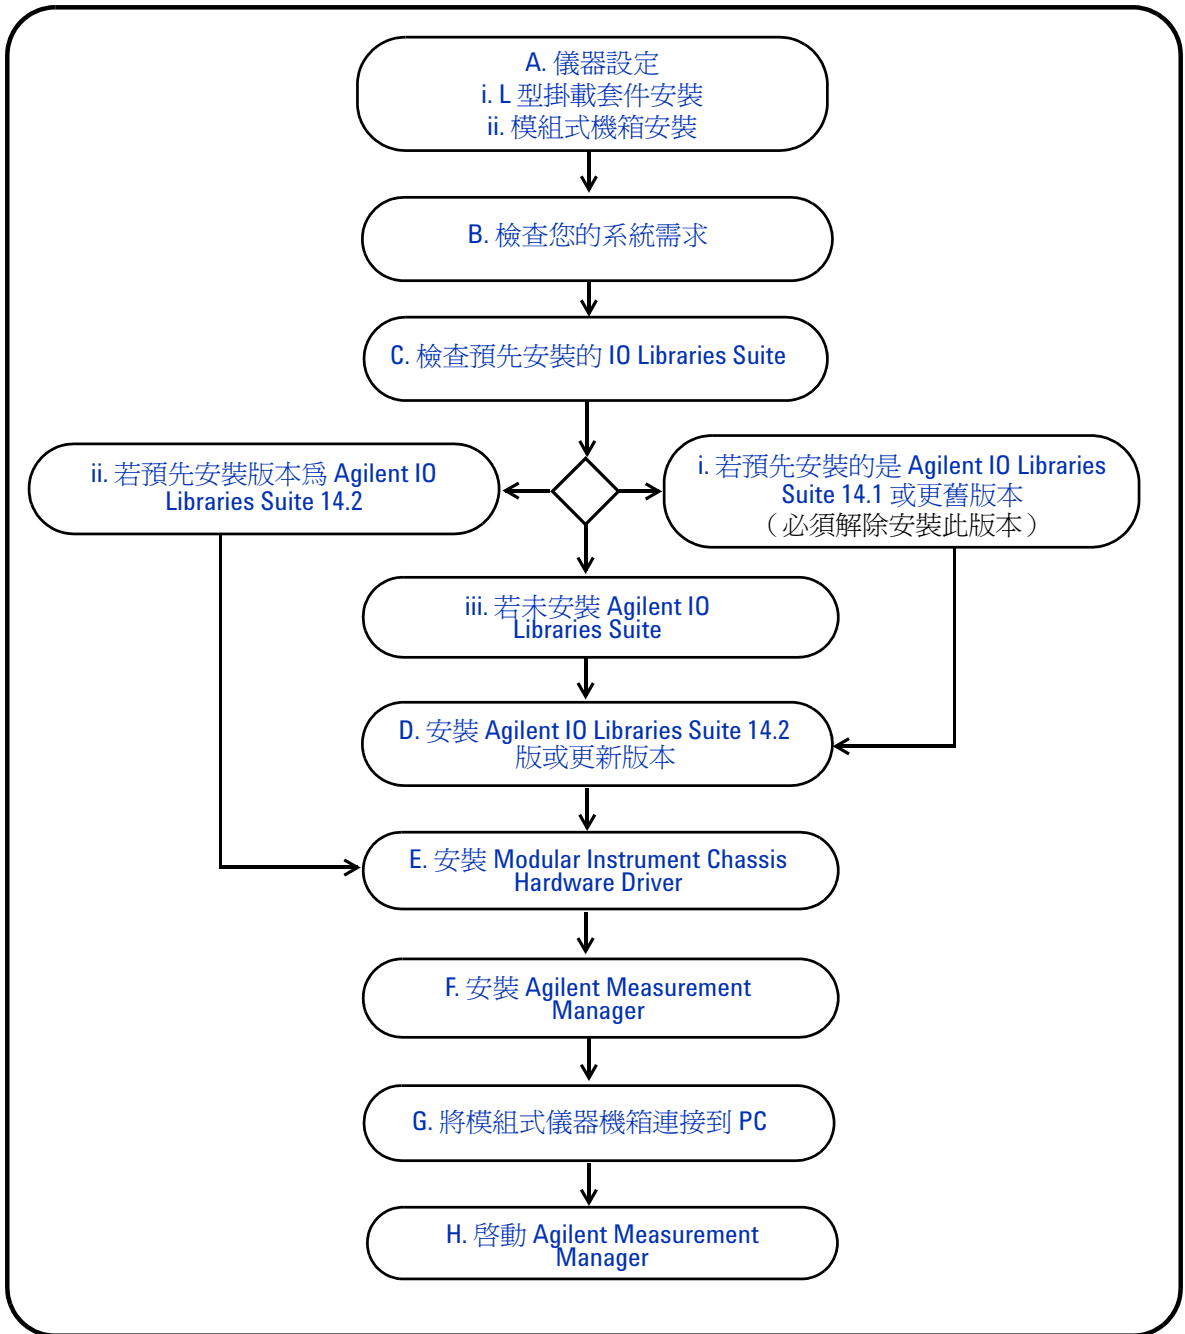 A. 儀器設定
i. L 型掛載套件安裝
ii. 模組式機箱安裝
B. 檢查您的系統需求
C. 檢查預先安裝的 IO Libraries Suite
ii. 若預先安裝版本爲 Agilent IO
Libraries Suite 14.2
i. 若預先安裝的是 Agilent IO Libraries
Suite 14.1 或更舊版本
（必須解除安裝此版本）
iii. 若未安裝 Agilent IO
Libraries Suite
D. 安裝 Agilent IO Libraries Suite 14.2
版或更新版本
E. 安裝 Modular Instrument Chassis
Hardware Driver
F. 安裝 Agilent Measurement
Manager
G. 將模組式儀器機箱連接到 PC
H. 啓動 Agilent Measurement
Manager